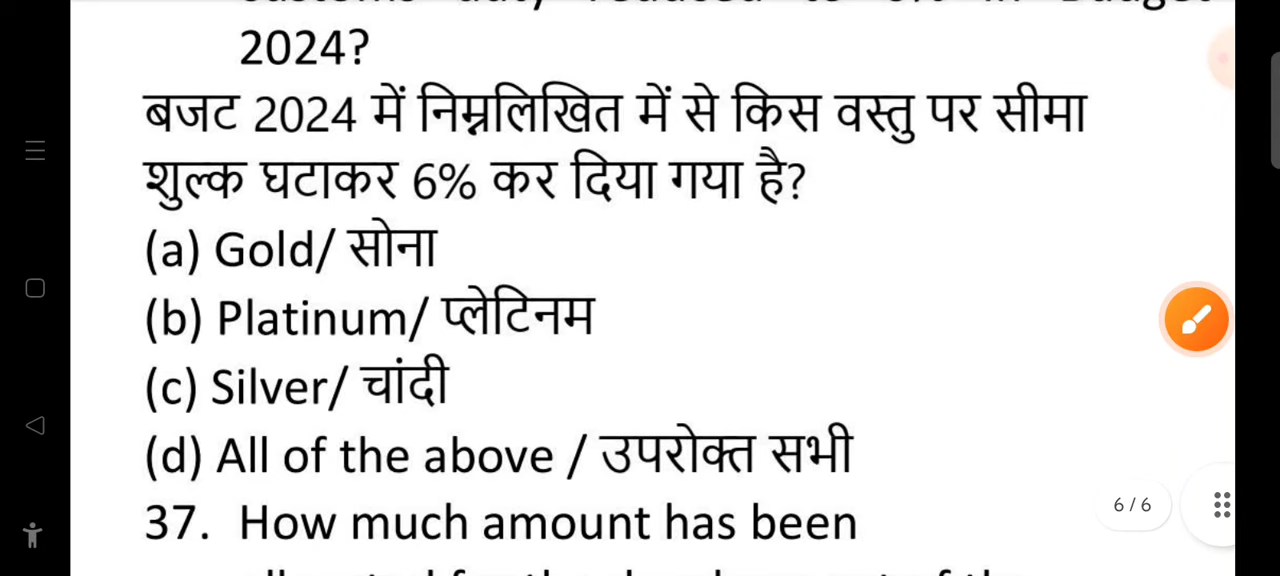 2024?
बजट 2024 में निम्नलिखित में से किस वस्तु पर सीमा
शुल्क घटाकर 6% कर दिया गया है?
(a) Gold/ सोना
(b) Platinum/ प्लेटिनम
(c) Silver/ चांदी
(d) All of the above / उपरोक्त सभी
6/6
37. How much amount has been